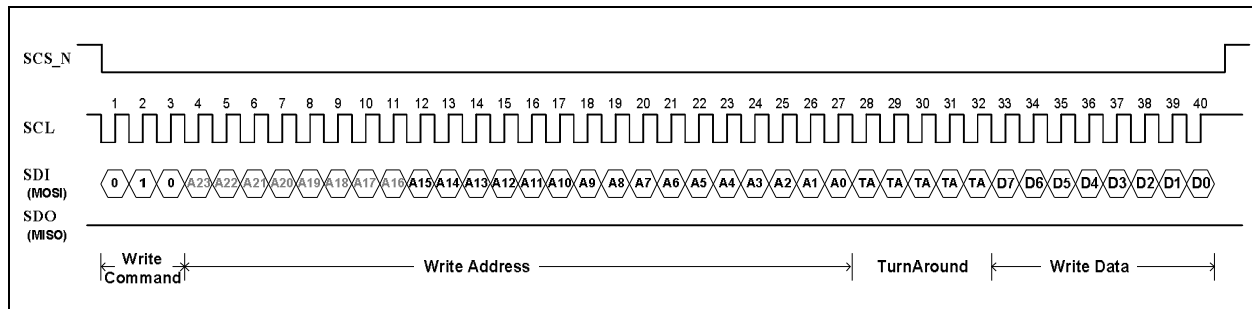 SCS_N
1 2 3 4 5 6 7 8 9 10 11 12 13 14 15 16 17 18 19 20 21 22 23 24 25 26 27 28 29 30 31 32 33 34 35 36 37 38 39 40
SCL
SDI
(MOSI)
0 1 0 A23 A22 A21 A20 A19 A18 A17 A16 A15 A14 A13 A12 A11 A10 A9 A8 A7 A6 A5 A4 A3 A2 A1 A0 TA TA TA TA TA D7 D6 D5 D4 D3 D2 D1 D0
SDO
(MISO)
Write
Command
Write Address
TurnAround
Write Data